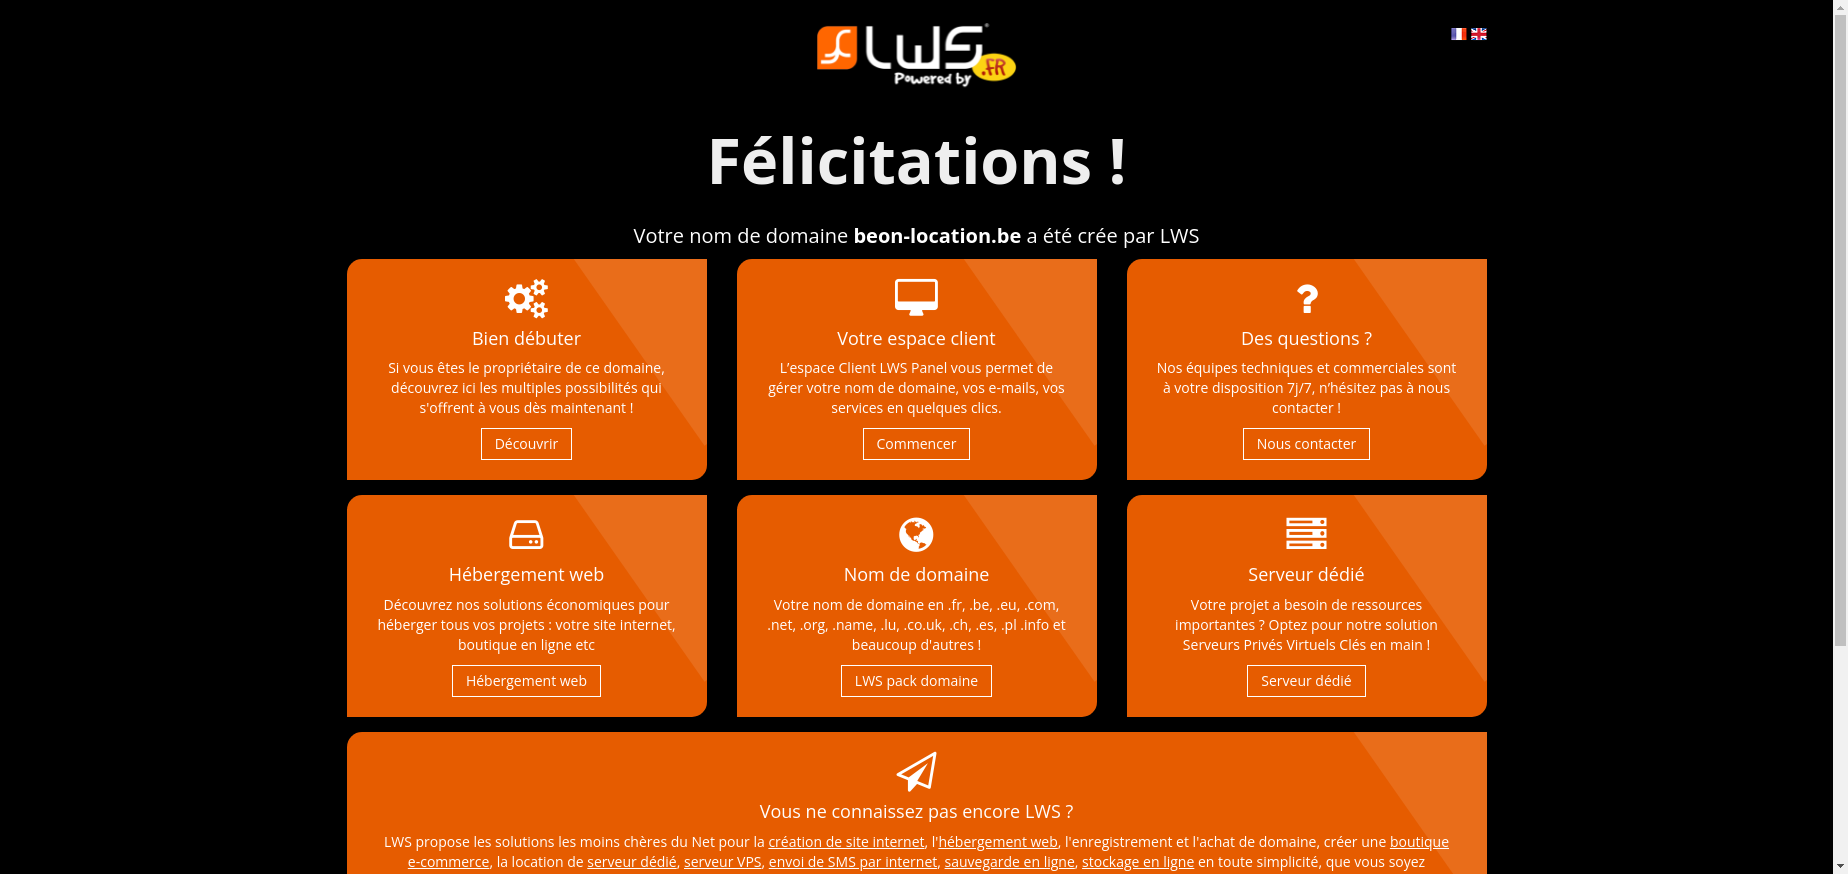 LWS
Powered by .FR
Félicitations !
Votre nom de domaine beon-location.be a été crée par LWS
Bien débuter
Si vous êtes le propriétaire de ce domaine,
découvrez ici les multiples possibilités qui
s'offrent à vous dès maintenant !
Découvrir
Votre espace client
L’espace Client LWS Panel vous permet de
gérer votre nom de domaine, vos e-mails, vos
services en quelques clics.
Commencer
Des questions ?
Nos équipes techniques et commerciales sont
à votre disposition 7j/7, n’hésitez pas à nous
contacter !
Nous contacter
Hébergement web
Découvrez nos solutions économiques pour
héberger tous vos projets : votre site internet,
boutique en ligne etc
Hébergement web
Nom de domaine
Votre nom de domaine en .fr, .be, .eu, .com,
.net, .org, .name, .lu, .co.uk, .ch, .es, .pl .info et
beaucoup d'autres !
LWS pack domaine
Serveur dédié
Votre projet a besoin de ressources
importantes ? Optez pour notre solution
Serveurs Privés Virtuels Clés en main !
Serveur dédié
Vous ne connaissez pas encore LWS ?
LWS propose les solutions les moins chères du Net pour la création de site internet, l'hébergement web, l'enregistrement et l'achat de domaine, créer une boutique
e-commerce, la location de serveur dédié, serveur VPS, envoi de SMS par internet, sauvegarde en ligne, stockage en ligne en toute simplicité, que vous soyez